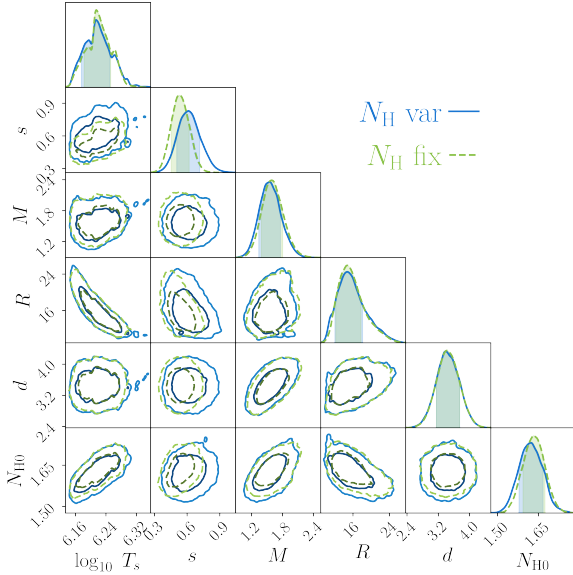 N_H var
N_H fix
0.9
0.6
0.3
s
2.4
1.8
1.2
M
24
16
R
4.0
3.2
2.4
d
1.65
1.50
N_H0
6.16 6.24 6.32 0.3 0.6 0.9 1.2 1.8 2.4 16 24 2.4 3.2 4.0 1.50 1.65
log10 T_s s M R d N_H0